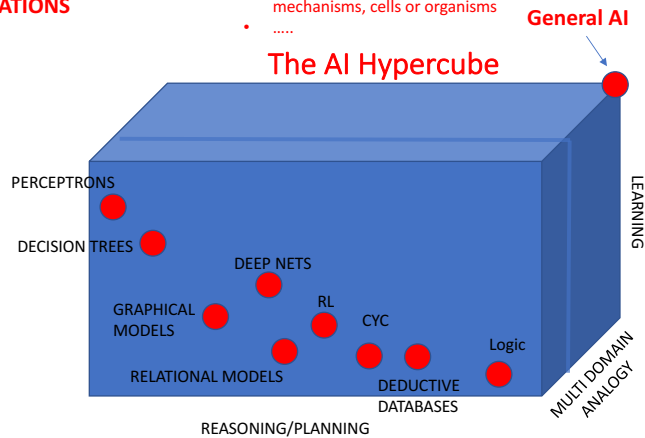 ATIONS
mechanisms, cells or organisms
• …..
General AI
The AI Hypercube
PERCEPTRONS
DECISION TREES
DEEP NETS
GRAPHICAL
MODELS
RL
CYC
Logic
RELATIONAL MODELS
DEDUCTIVE
DATABASES
REASONING/PLANNING
LEARNING
MULTI DOMAIN
ANALOGY